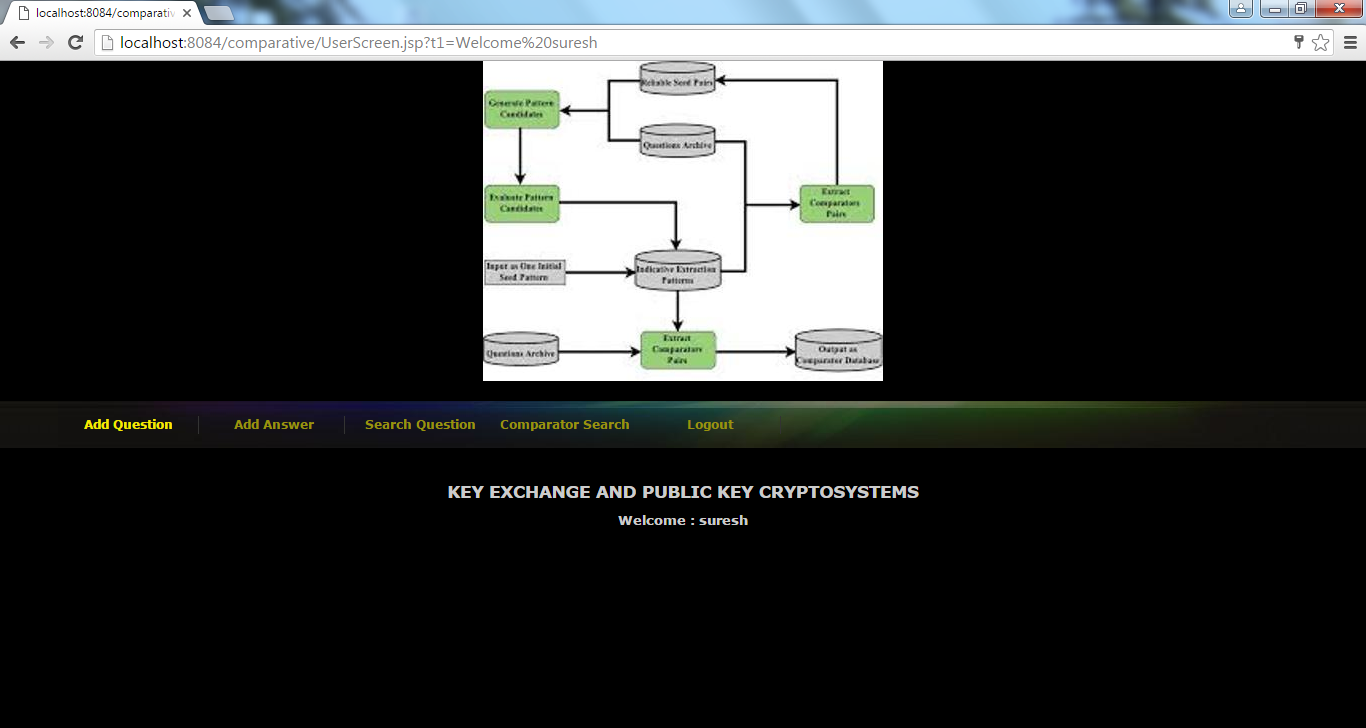 localhost:8084/comparativ
localhost:8084/comparative/UserScreen.jsp?t1=Welcome%20suresh
Reliable Seed Pairs
Generate Pattern
Candidates
Questions Archive
Evaluate Pattern
Candidates
Extract
Comparators
Pairs
Input as One Initial
Seed Pattern
Indicative Extraction
Patterns
Questions Archive
Extract
Comparators
Pairs
Output as
Comparator Database
Add Question
Add Answer
Search Question
Comparator Search
Logout
KEY EXCHANGE AND PUBLIC KEY CRYPTOSYSTEMS
Welcome : suresh